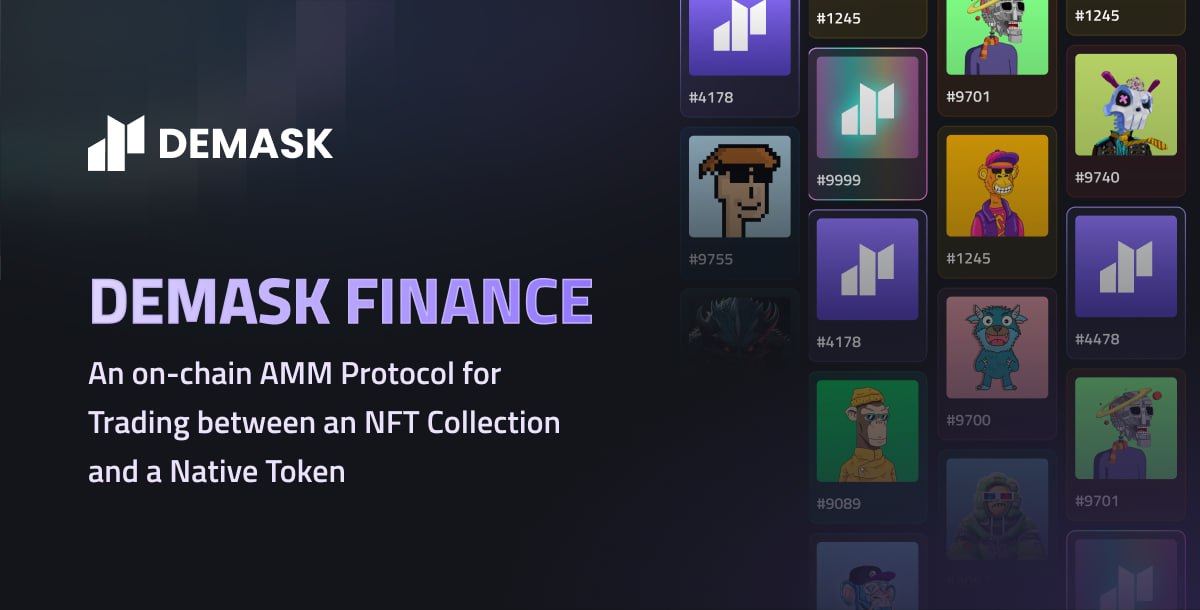 DEMASK
DEMASK FINANCE
An on-chain AMM Protocol for
Trading between an NFT Collection
and a Native Token
#4178
#9755
#1245
#9999
#4178
#9089
#9701
#1245
#9700
#1245
#9740
#4478
#9701